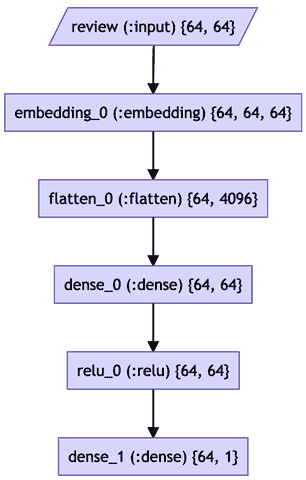 review (:input) {64, 64}
embedding_0 (:embedding) {64, 64, 64}
flatten_0 (:flatten) {64, 4096}
dense_0 (:dense) {64, 64}
relu_0 (:relu) {64, 64}
dense_1 (:dense) {64, 1}